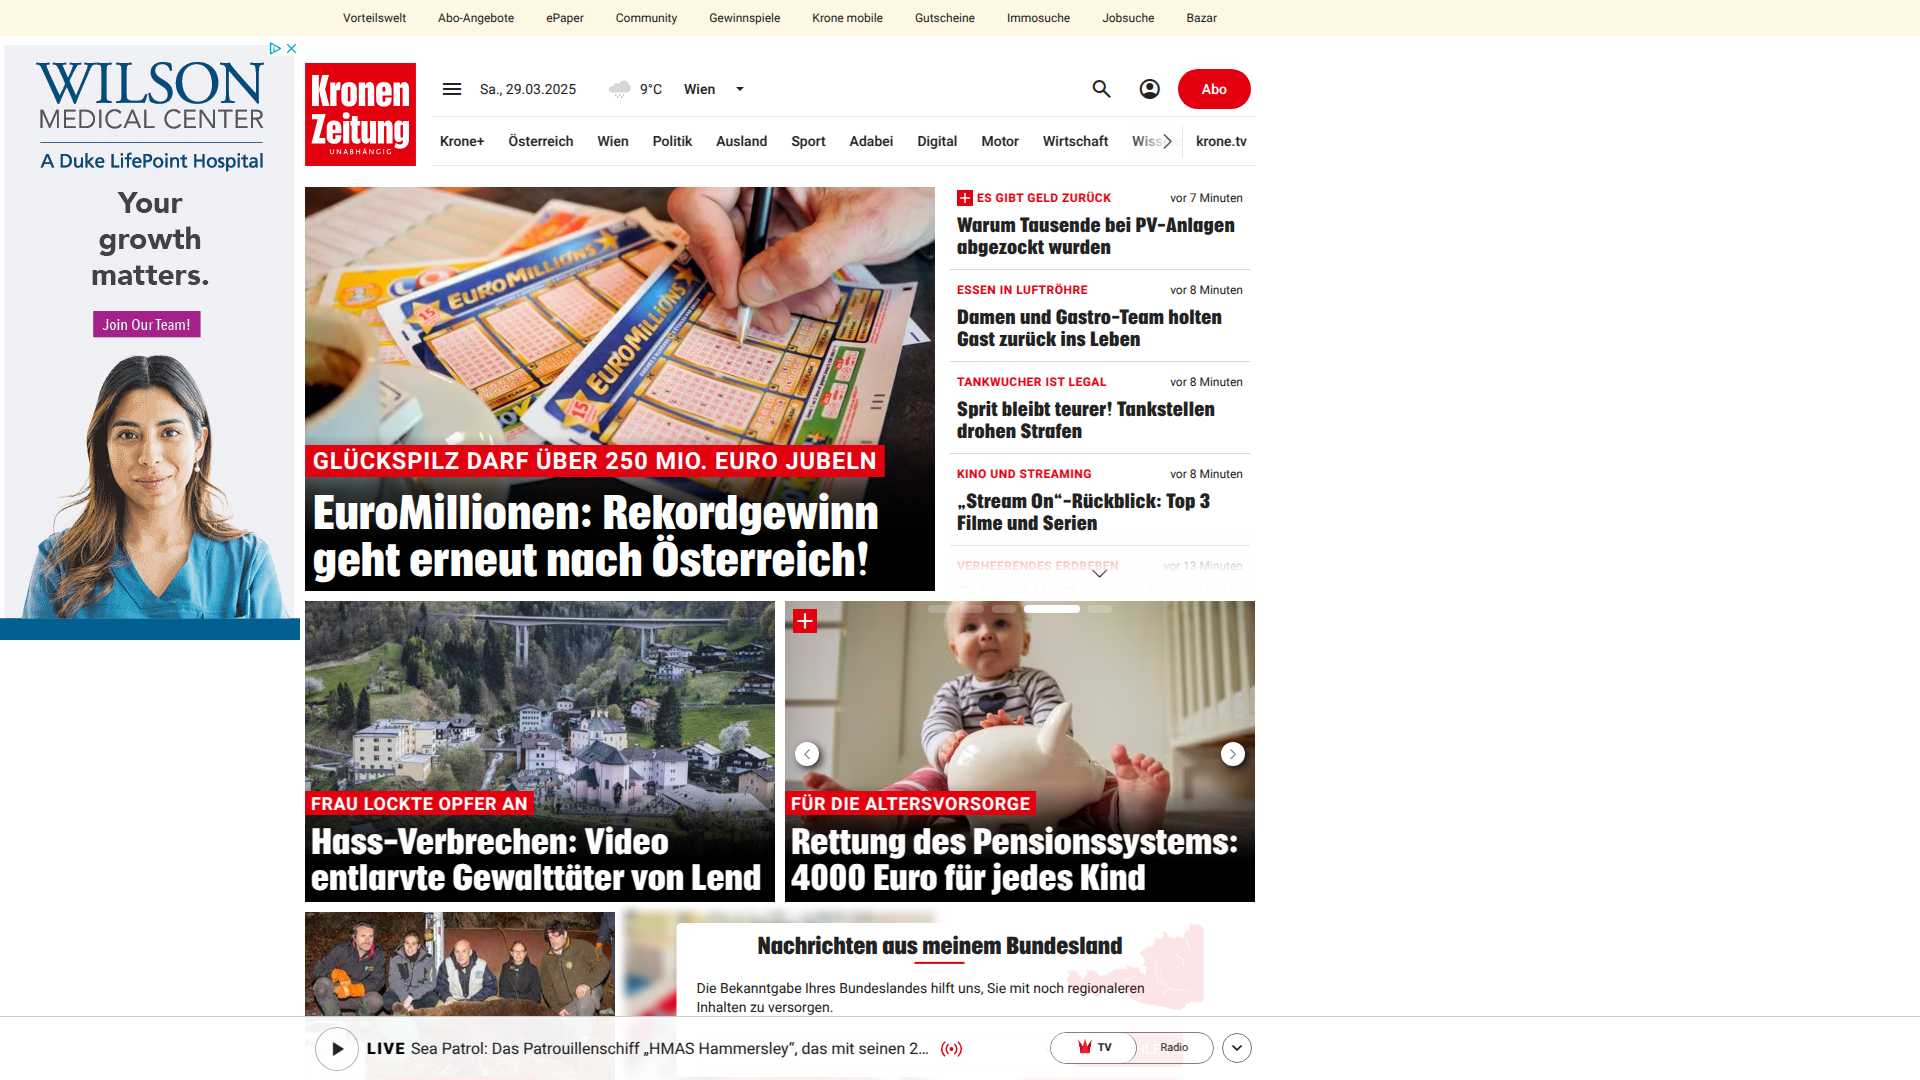 Vorteilswelt Abo-Angebote ePaper Community Gewinnspiele Krone mobile Gutscheine Immosuche Jobsuche Bazar
WILSON
MEDICAL CENTER
A Duke LifePoint Hospital
Your
growth
matters.
Join Our Team!
Kronen
Zeitung
UNABHÄNGIG
Sa., 29.03.2025 9°C Wien
Abo
Krone+ Österreich Wien Politik Ausland Sport Adabei Digital Motor Wirtschaft Wiss krone.tv
EUROMILLIONS
EUROMILLIONS
15
15
GLÜCKSPILZ DARF ÜBER 250 MIO. EURO JUBELN
EuroMillionen: Rekordgewinn
geht erneut nach Österreich!
ES GIBT GELD ZURÜCK vor 7 Minuten
Warum Tausende bei PV-Anlagen
abgezockt wurden
ESSEN IN LUFTRÖHRE vor 8 Minuten
Damen und Gastro-Team holten
Gast zurück ins Leben
TANKWUCHER IST LEGAL vor 8 Minuten
Sprit bleibt teurer! Tankstellen
drohen Strafen
KINO UND STREAMING vor 8 Minuten
„Stream On“-Rückblick: Top 3
Filme und Serien
VERHEERENDES ERDBEBEN vor 13 Minuten
FRAU LOCKTE OPFER AN
Hass-Verbrechen: Video
entlarvte Gewalttäter von Lend
FÜR DIE ALTERSVORSORGE
Rettung des Pensionssystems:
4000 Euro für jedes Kind
Nachrichten aus meinem Bundesland
Die Bekanntgabe Ihres Bundeslandes hilft uns, Sie mit noch regionaleren
Inhalten zu versorgen.
LIVE Sea Patrol: Das Patrouillenschiff „HMAS Hammersley“, das mit seinen 2...
TV Radio